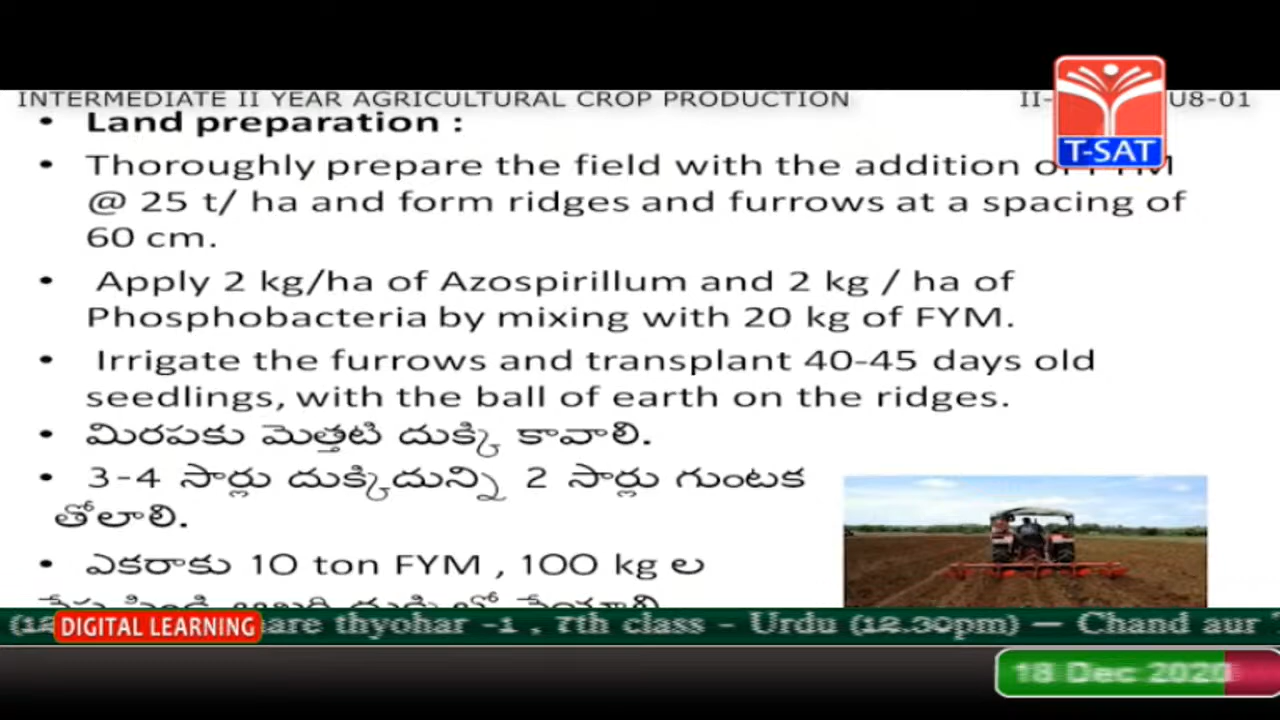 INTERMEDIATE II YEAR AGRICULTURAL CROP PRODUCTION II- U8-01
T-SAT
• Land preparation :
• Thoroughly prepare the field with the addition of FYM
@ 25 t/ ha and form ridges and furrows at a spacing of
60 cm.
• Apply 2 kg/ha of Azospirillum and 2 kg / ha of
Phosphobacteria by mixing with 20 kg of FYM.
• Irrigate the furrows and transplant 40-45 days old
seedlings, with the ball of earth on the ridges.
• మిరపకు మెత్తటి దుక్కి కావాలి.
• 3-4 సార్లు దుక్కిదున్ని 2 సార్లు గుంటక
తోలాలి.
• ఎకరాకు 10 ton FYM , 100 kg ల
DIGITAL LEARNING
thyohar -1 , 7th class - Urdu (12.30pm) — Chand aur
18 Dec 2020